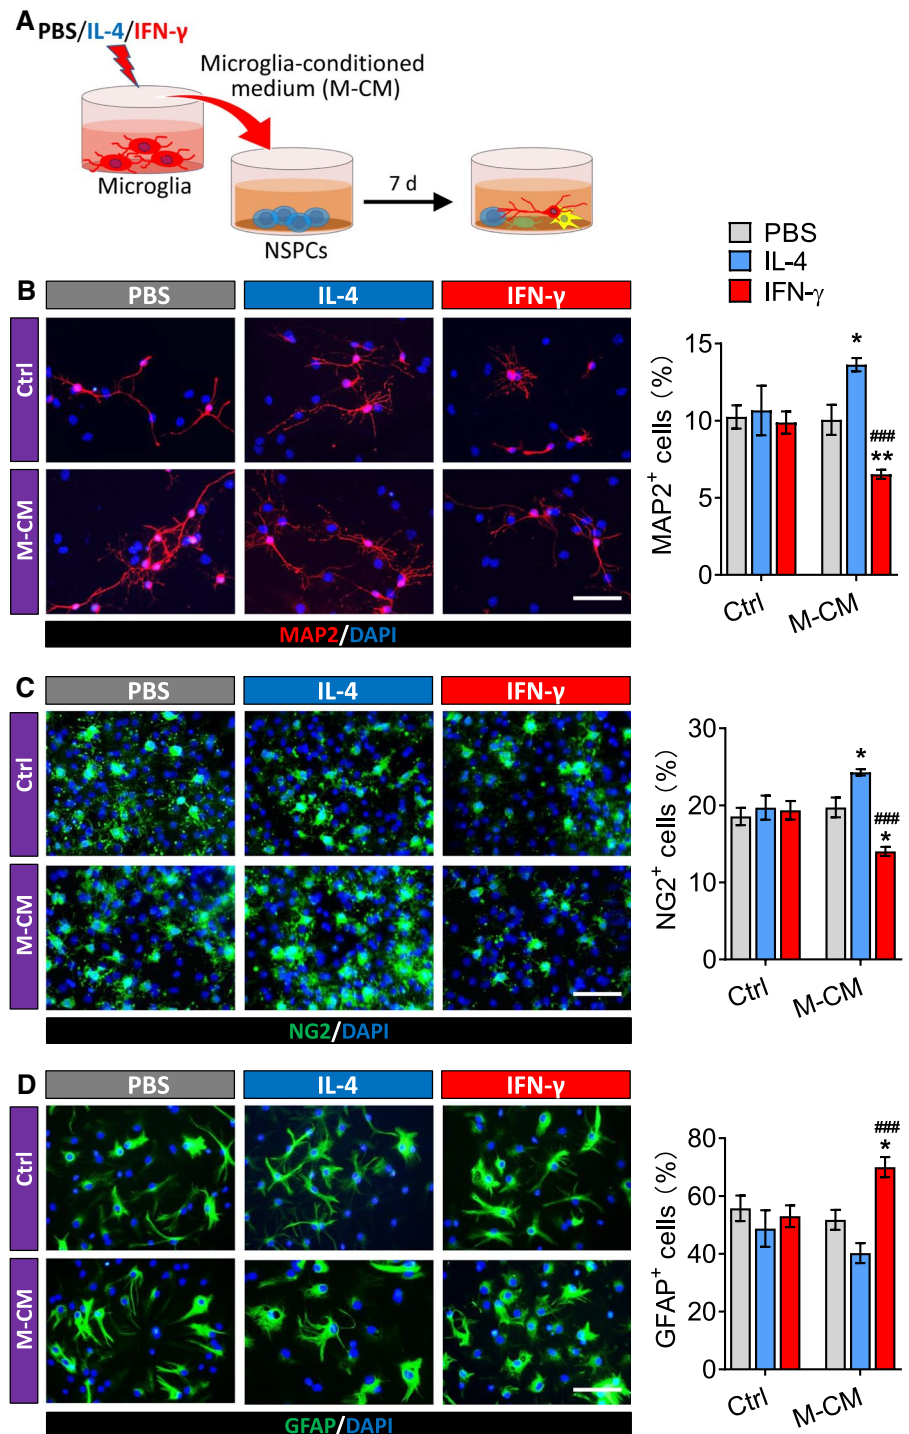 A
PBS/IL-4/IFN-γ
Microglia-conditioned
medium (M-CM)
Microglia
7 d
NSPCs
PBS
IL-4
IFN-γ
B
PBS
IL-4
IFN-γ
Ctrl
M-CM
MAP2/DAPI
MAP2+ cells (%)
15
10
5
0
*
###
**
Ctrl
M-CM
C
PBS
IL-4
IFN-γ
Ctrl
M-CM
NG2/DAPI
NG2+ cells (%)
30
20
10
0
*
###
*
Ctrl
M-CM
D
PBS
IL-4
IFN-γ
Ctrl
M-CM
GFAP/DAPI
GFAP+ cells (%)
80
60
40
20
0
###
*
Ctrl
M-CM